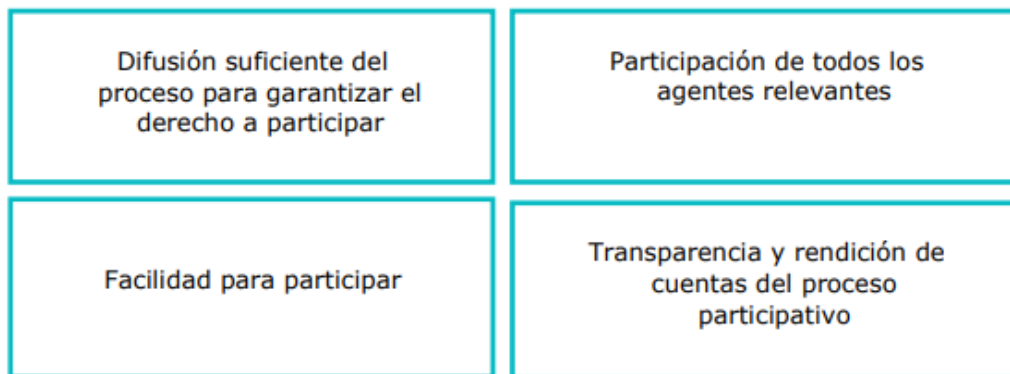 Difusión suficiente del
proceso para garantizar el
derecho a participar
Participación de todos los
agentes relevantes
Facilidad para participar
Transparencia y rendición de
cuentas del proceso
participativo